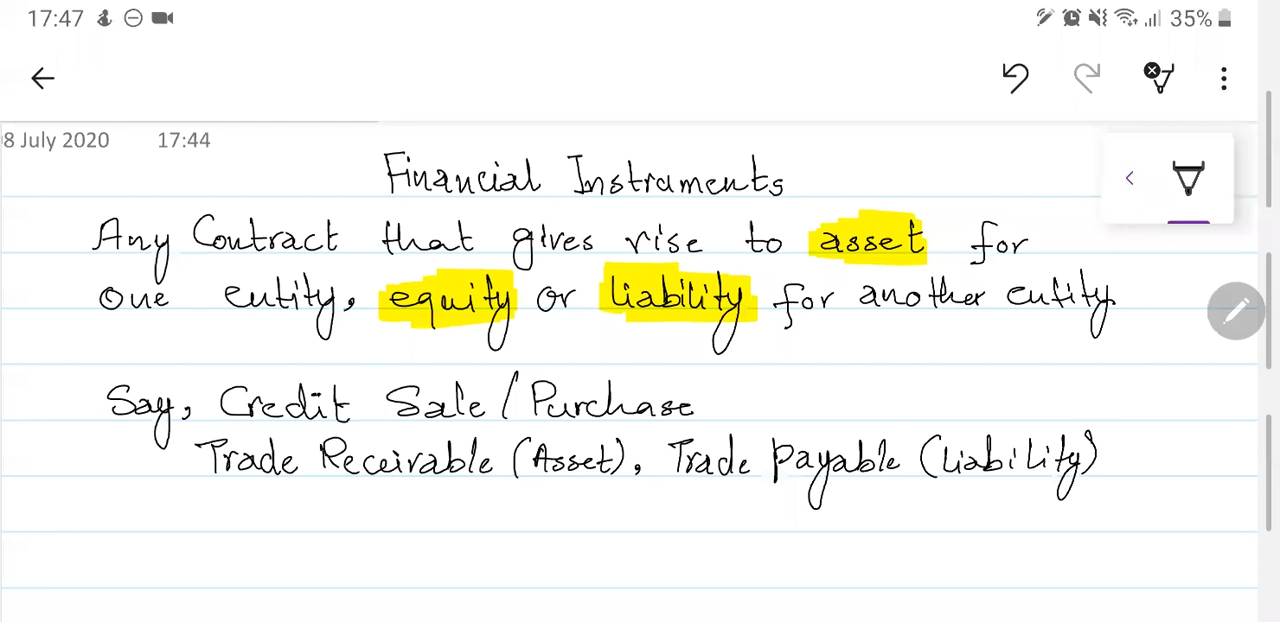 17:47 35%
8 July 2020 17:44
Financial Instruments
Any Contract that gives rise to asset for
one entity, equity or liability for another entity.
Say, Credit Sale/Purchase
Trade Receivable (Asset), Trade Payable (Liability)